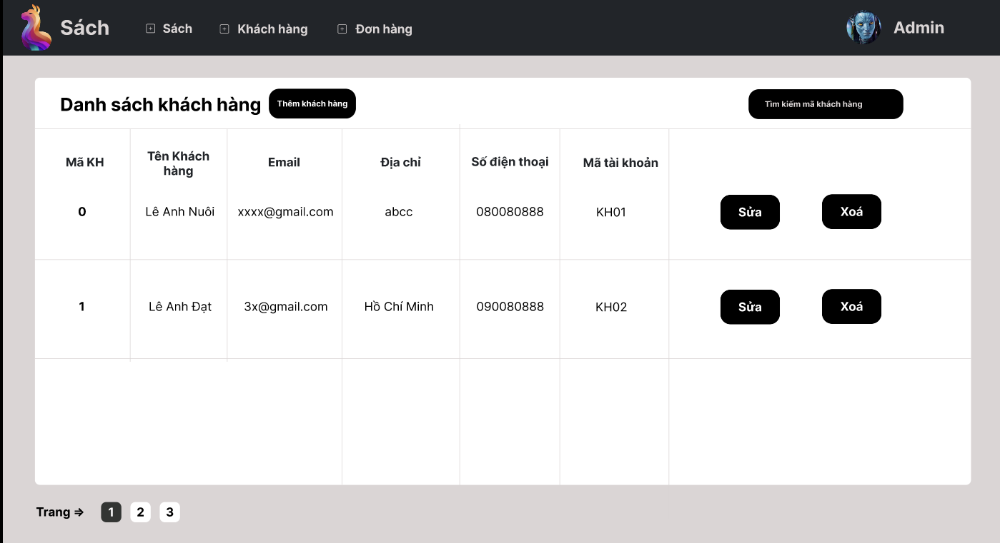 Sách
Sách
Khách hàng
Đơn hàng
Admin
Danh sách khách hàng
Thêm khách hàng
Tìm kiếm mã khách hàng
Mã KH
Tên Khách
hàng
Email
Địa chỉ
Số điện thoại
Mã tài khoản
0
Lê Anh Nuôi
xxxx@gmail.com
abcc
080080888
KH01
Sửa
Xoá
1
Lê Anh Đạt
3x@gmail.com
Hồ Chí Minh
090080888
KH02
Sửa
Xoá
Trang ⇒ 1 2 3